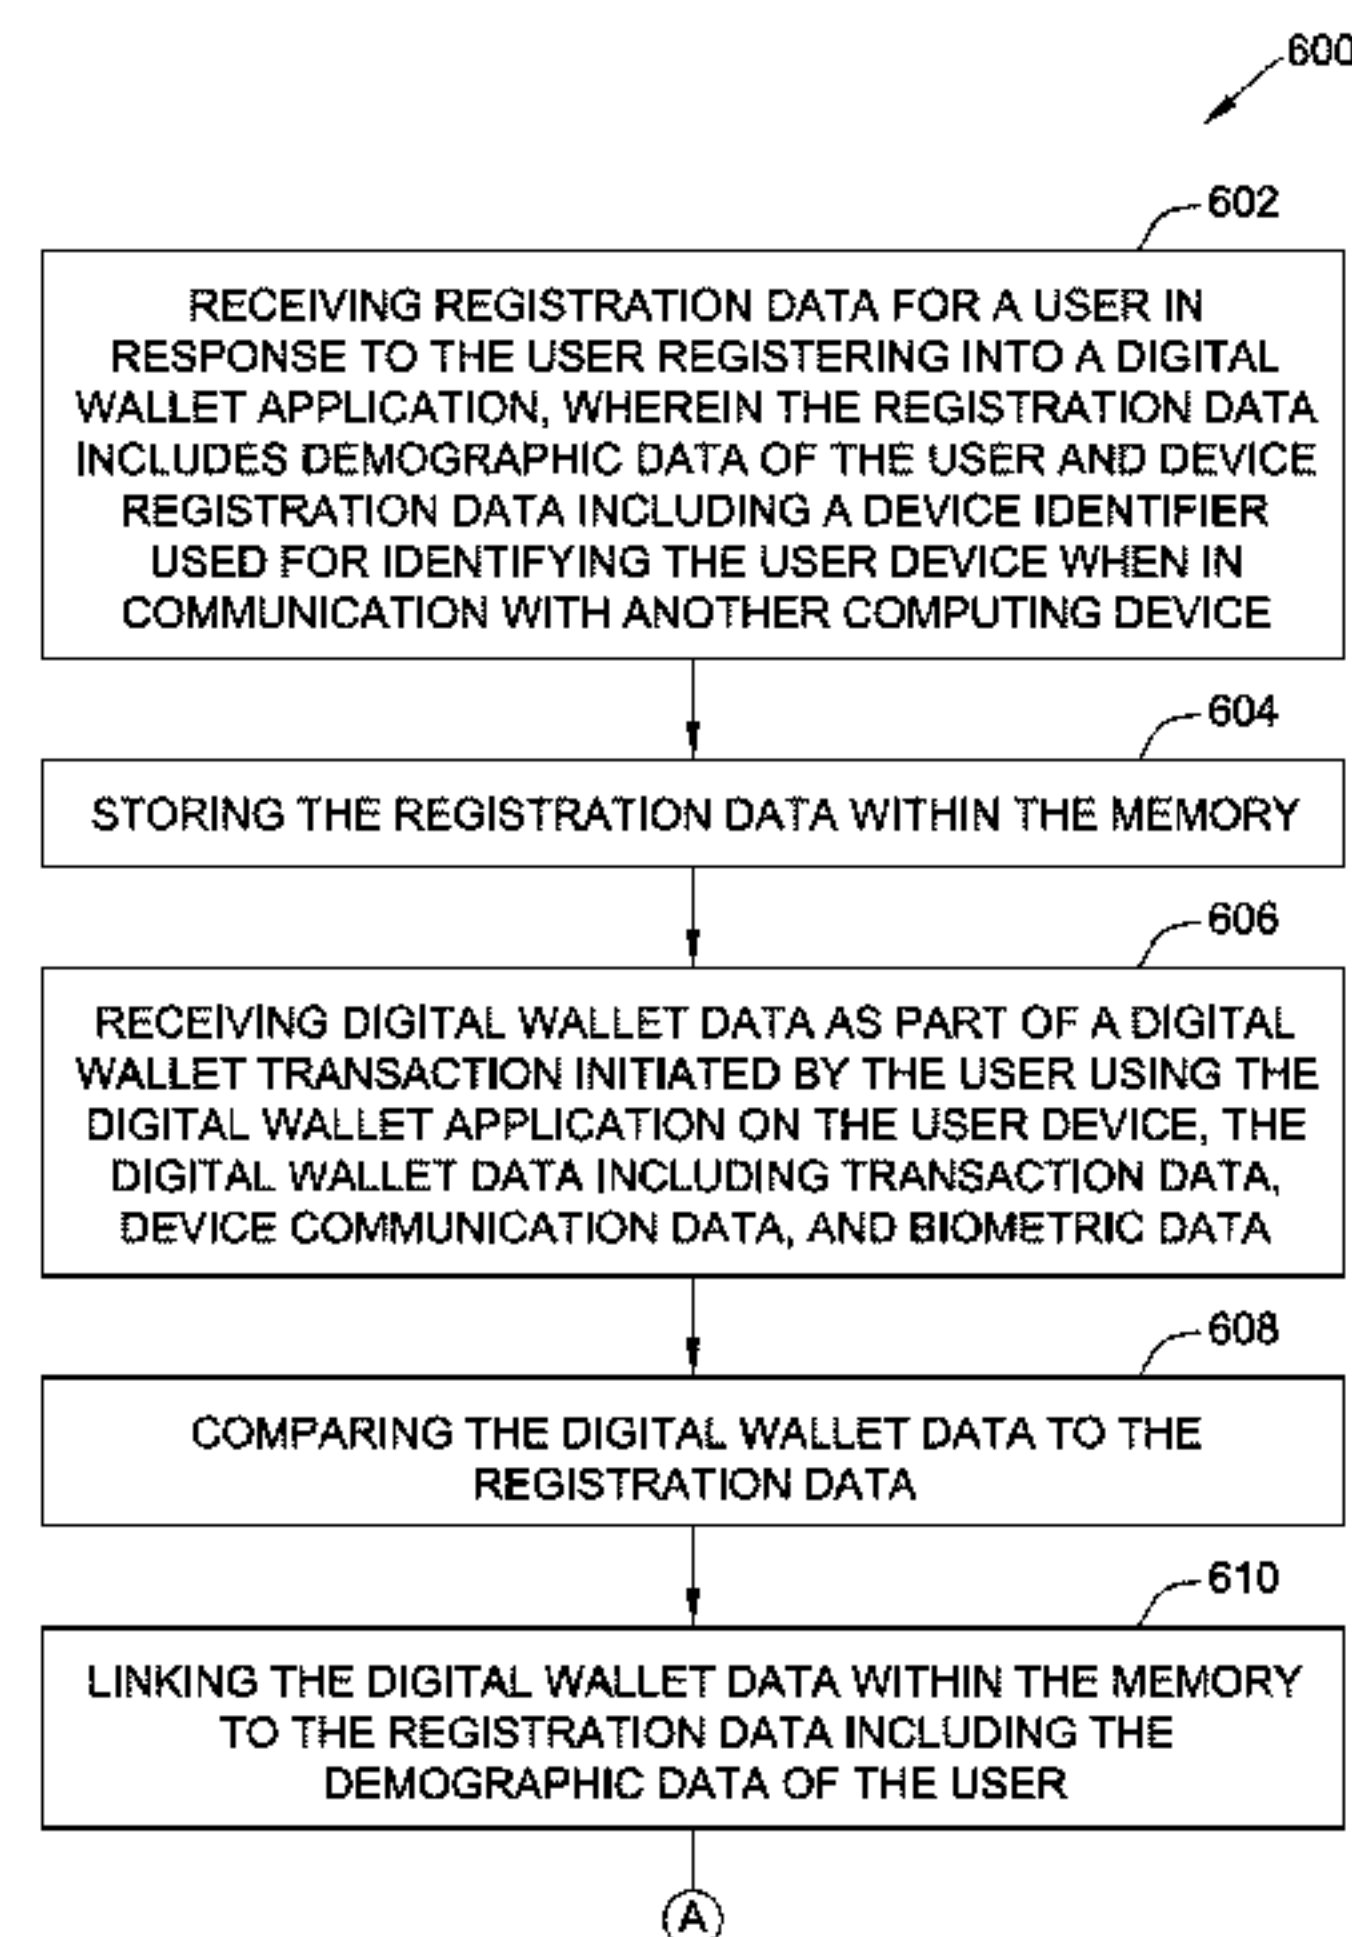 600
602
RECEIVING REGISTRATION DATA FOR A USER IN
RESPONSE TO THE USER REGISTERING INTO A DIGITAL
WALLET APPLICATION, WHEREIN THE REGISTRATION DATA
INCLUDES DEMOGRAPHIC DATA OF THE USER AND DEVICE
REGISTRATION DATA INCLUDING A DEVICE IDENTIFIER
USED FOR IDENTIFYING THE USER DEVICE WHEN IN
COMMUNICATION WITH ANOTHER COMPUTING DEVICE
604
STORING THE REGISTRATION DATA WITHIN THE MEMORY
606
RECEIVING DIGITAL WALLET DATA AS PART OF A DIGITAL
WALLET TRANSACTION INITIATED BY THE USER USING THE
DIGITAL WALLET APPLICATION ON THE USER DEVICE, THE
DIGITAL WALLET DATA INCLUDING TRANSACTION DATA,
DEVICE COMMUNICATION DATA, AND BIOMETRIC DATA
608
COMPARING THE DIGITAL WALLET DATA TO THE
REGISTRATION DATA
610
LINKING THE DIGITAL WALLET DATA WITHIN THE MEMORY
TO THE REGISTRATION DATA INCLUDING THE
DEMOGRAPHIC DATA OF THE USER
A